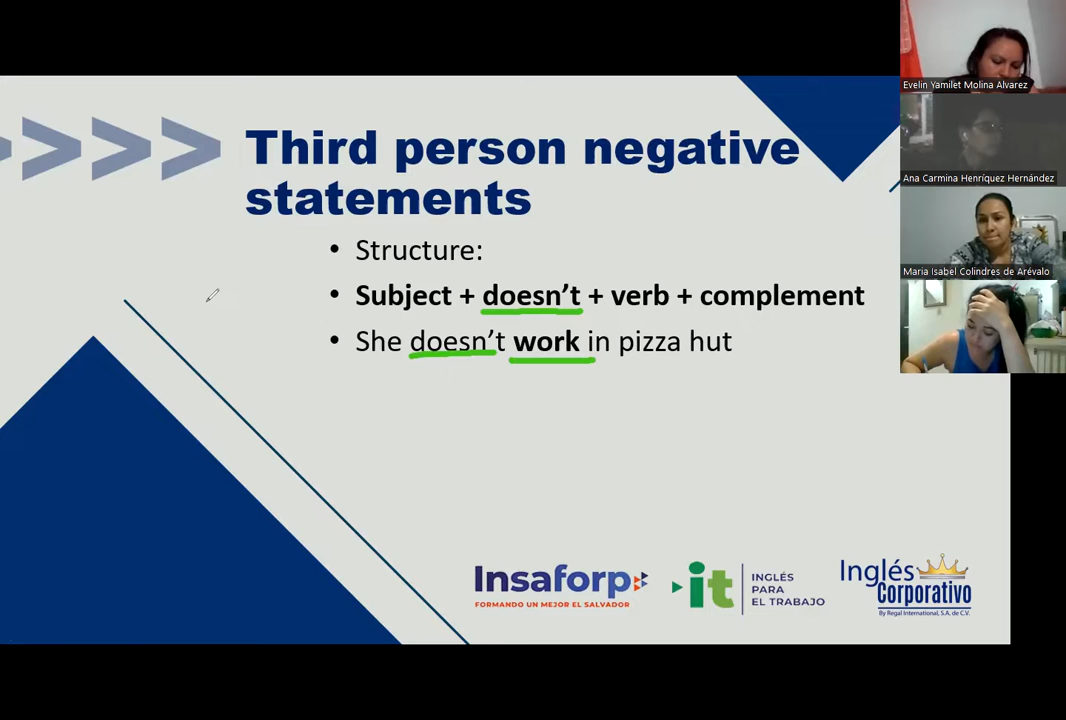 Third person negative
statements
• Structure:
• Subject + doesn't + verb + complement
• She doesn't work in pizza hut
Insaforp
FORMANDO UN MEJOR EL SALVADOR
it
INGLÉS
PARA
EL TRABAJO
Inglés
Corporativo
By Regal International, S.A. de C.V.
Evelin Yamilet Molina Alvarez
Ana Carmina Henríquez Hernández
Maria Isabel Colindres de Arévalo